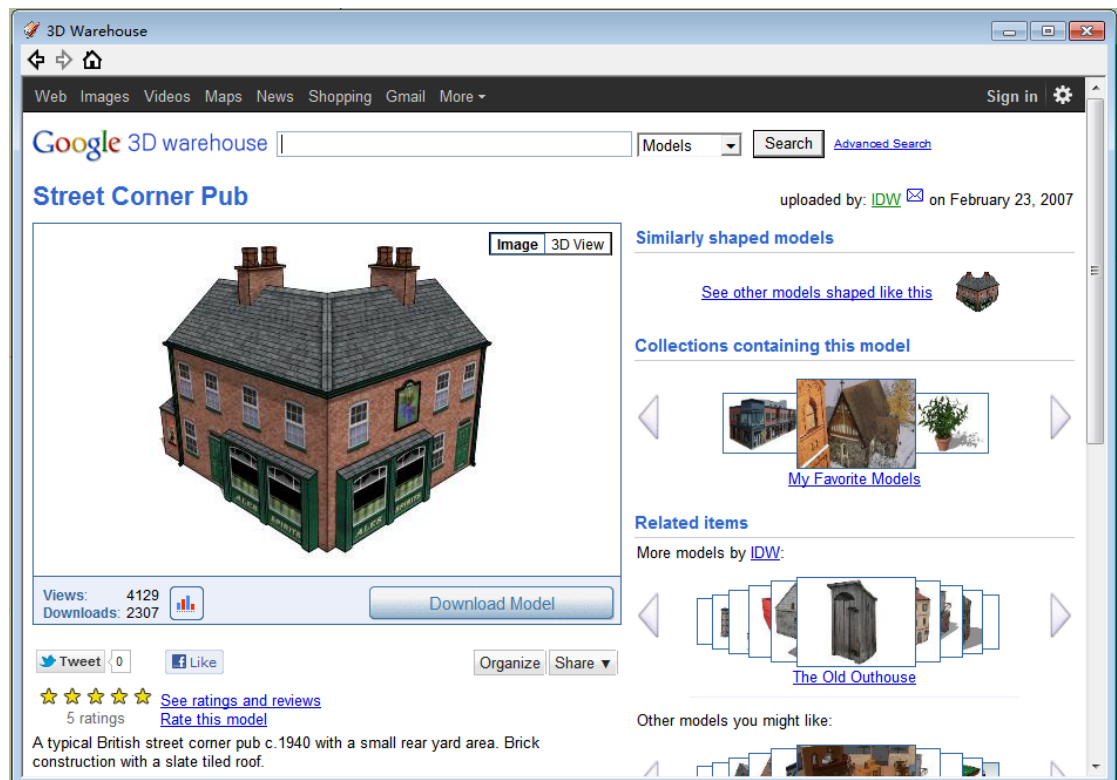 3D Warehouse
Web Images Videos Maps News Shopping Gmail More
Sign in
Google 3D warehouse
Models
Search
Advanced Search
Street Corner Pub
uploaded by: IDW on February 23, 2007
Image 3D View
ALES SPIRITS ALES SPIRITS
Views: 4129
Downloads: 2307
Download Model
Tweet 0
Like
Organize Share ▼
See ratings and reviews
5 ratings Rate this model
A typical British street corner pub c.1940 with a small rear yard area. Brick
construction with a slate tiled roof.
Similarly shaped models
See other models shaped like this
Collections containing this model
My Favorite Models
Related items
More models by IDW:
The Old Outhouse
Other models you might like: